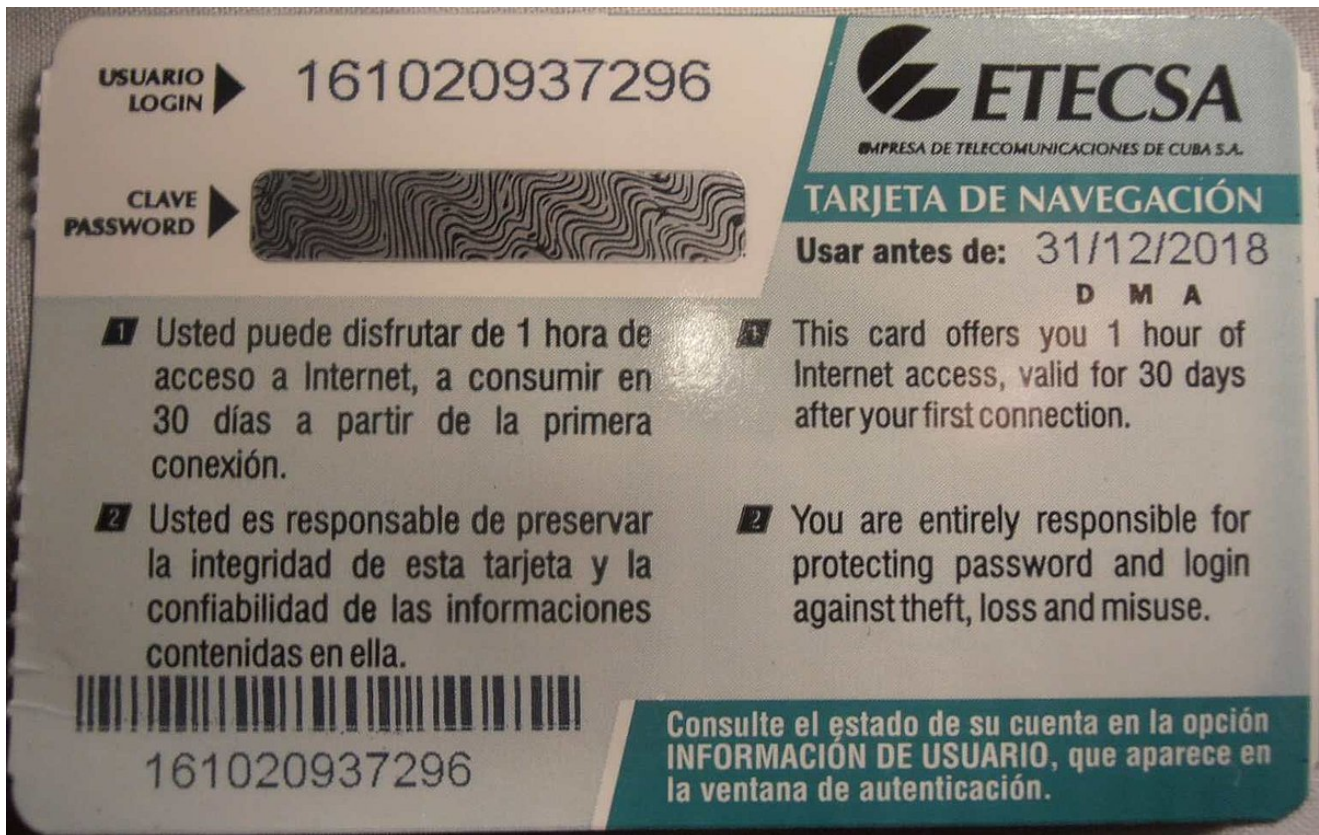 USUARIO
LOGIN
161020937296
CLAVE
PASSWORD
ETECSA
EMPRESA DE TELECOMUNICACIONES DE CUBA S.A.
TARJETA DE NAVEGACIÓN
Usar antes de: 31/12/2018
D M A
1 Usted puede disfrutar de 1 hora de
acceso a Internet, a consumir en
30 días a partir de la primera
conexión.
2 Usted es responsable de preservar
la integridad de esta tarjeta y la
confiabilidad de las informaciones
contenidas en ella.
161020937296
1 This card offers you 1 hour of
Internet access, valid for 30 days
after your first connection.
2 You are entirely responsible for
protecting password and login
against theft, loss and misuse.
Consulte el estado de su cuenta en la opción
INFORMACIÓN DE USUARIO, que aparece en
la ventana de autenticación.